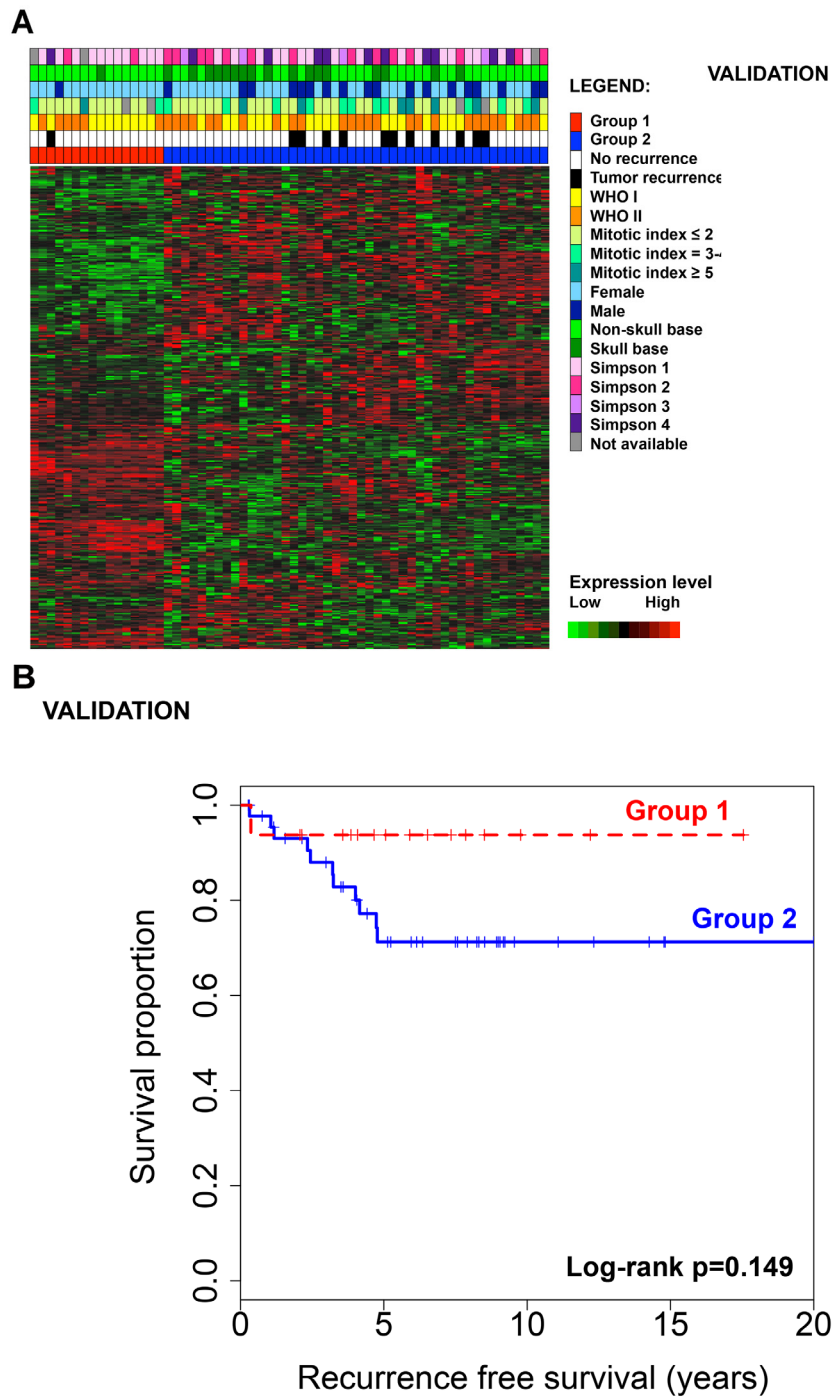 A
VALIDATION
LEGEND:
Group 1
Group 2
No recurrence
Tumor recurrence
WHO I
WHO II
Mitotic index ≤ 2
Mitotic index = 3-
Mitotic index ≥ 5
Female
Male
Non-skull base
Skull base
Simpson 1
Simpson 2
Simpson 3
Simpson 4
Not available
Expression level
Low High
B
VALIDATION
1.0
0.8
0.6
0.4
0.2
0.0
Survival proportion
Group 1
Group 2
Log-rank p=0.149
0 5 10 15 20
Recurrence free survival (years)